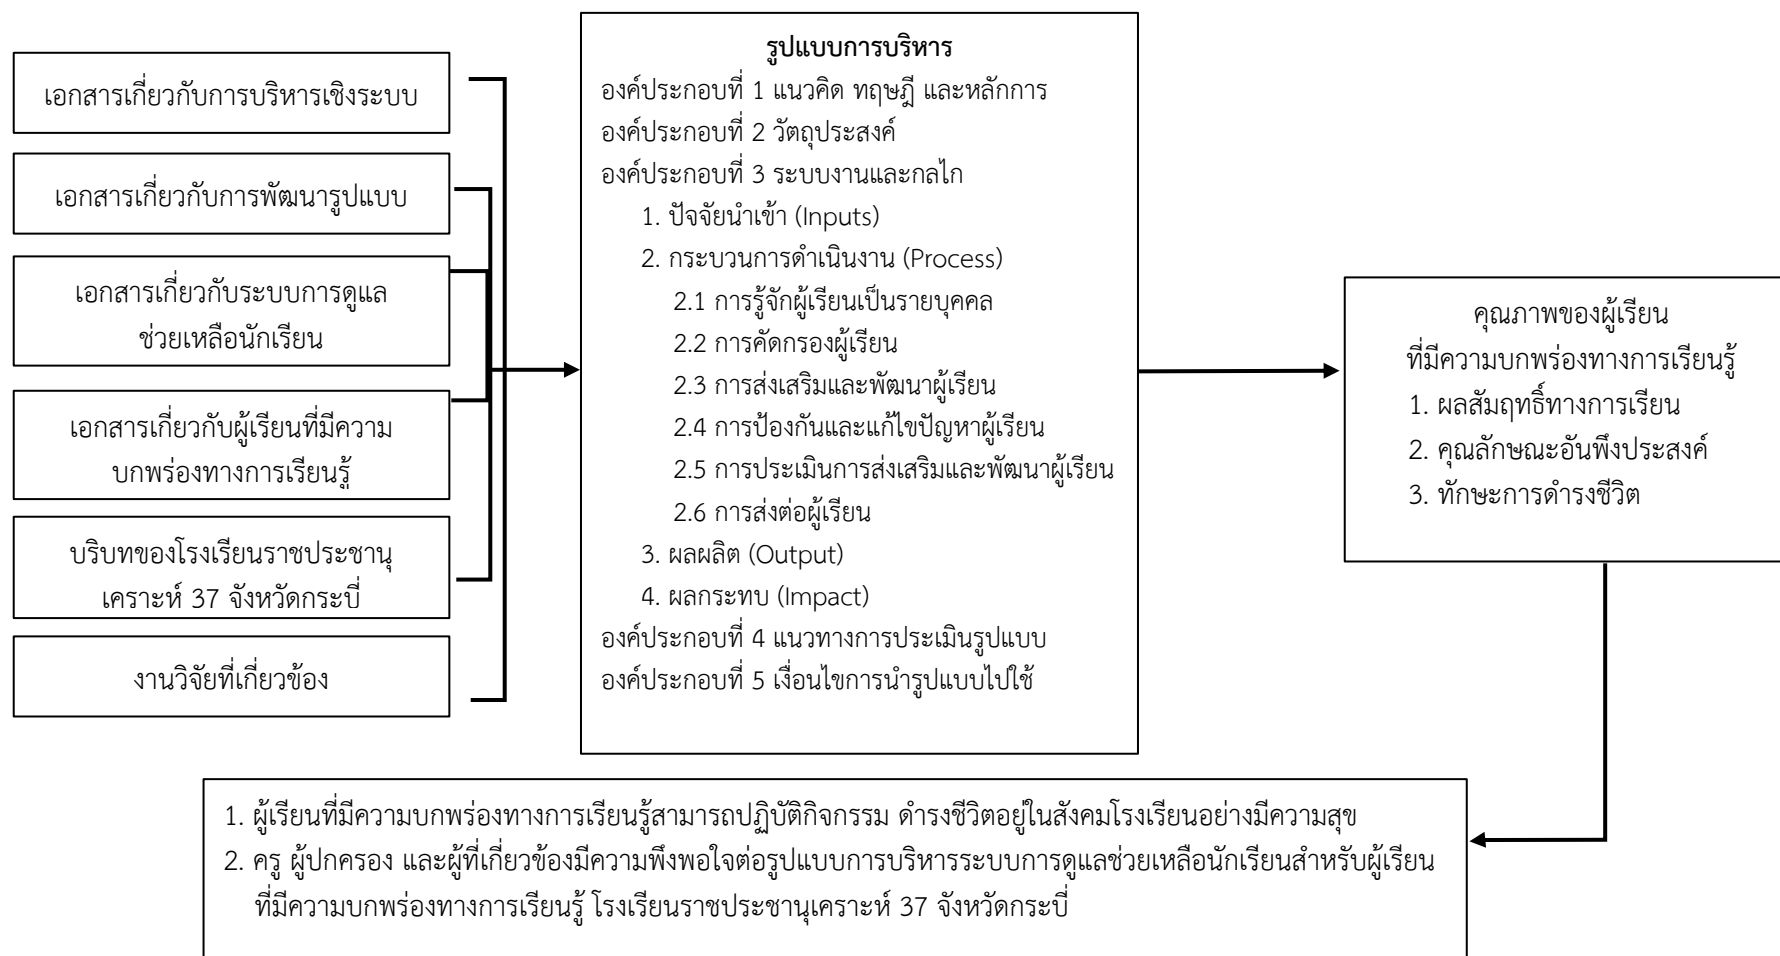 เอกสารเกี่ยวกับการบริหารเชิงระบบ
เอกสารเกี่ยวกับการพัฒนารูปแบบ
เอกสารเกี่ยวกับระบบการดูแล
ช่วยเหลือนักเรียน
เอกสารเกี่ยวกับผู้เรียนที่มีความ
บกพร่องทางการเรียนรู้
บริบทของโรงเรียนราชประชานุ
เคราะห์ 37 จังหวัดกระบี่
งานวิจัยที่เกี่ยวข้อง
รูปแบบการบริหาร
องค์ประกอบที่ 1 แนวคิด ทฤษฎี และหลักการ
องค์ประกอบที่ 2 วัตถุประสงค์
องค์ประกอบที่ 3 ระบบงานและกลไก
1. ปัจจัยนำเข้า (Inputs)
2. กระบวนการดำเนินงาน (Process)
2.1 การรู้จักผู้เรียนเป็นรายบุคคล
2.2 การคัดกรองผู้เรียน
2.3 การส่งเสริมและพัฒนาผู้เรียน
2.4 การป้องกันและแก้ไขปัญหาผู้เรียน
2.5 การประเมินการส่งเสริมและพัฒนาผู้เรียน
2.6 การส่งต่อผู้เรียน
3. ผลผลิต (Output)
4. ผลกระทบ (Impact)
องค์ประกอบที่ 4 แนวทางการประเมินรูปแบบ
องค์ประกอบที่ 5 เงื่อนไขการนำรูปแบบไปใช้
คุณภาพของผู้เรียน
ที่มีความบกพร่องทางการเรียนรู้
1. ผลสัมฤทธิ์ทางการเรียน
2. คุณลักษณะอันพึงประสงค์
3. ทักษะการดำรงชีวิต
1. ผู้เรียนที่มีความบกพร่องทางการเรียนรู้สามารถปฏิบัติกิจกรรม ดำรงชีวิตอยู่ในสังคมโรงเรียนอย่างมีความสุข
2. ครู ผู้ปกครอง และผู้ที่เกี่ยวข้องมีความพึงพอใจต่อรูปแบบการบริหารระบบการดูแลช่วยเหลือนักเรียนสำหรับผู้เรียน
ที่มีความบกพร่องทางการเรียนรู้ โรงเรียนราชประชานุเคราะห์ 37 จังหวัดกระบี่